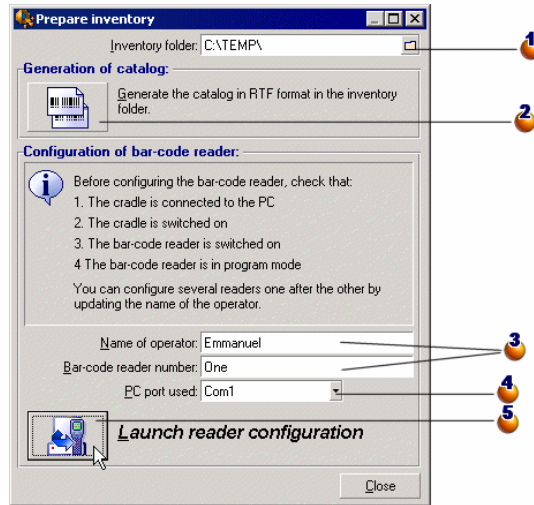 Prepare inventory
Inventory folder: C:\TEMP\
1
Generation of catalog:
Generate the catalog in RTF format in the inventory
folder.
2
Configuration of bar-code reader:
Before configuring the bar-code reader, check that:
1. The cradle is connected to the PC
2. The cradle is switched on
3. The bar-code reader is switched on
4 The bar-code reader is in program mode
You can configure several readers one after the other by
updating the name of the operator.
Name of operator: Emmanuel
3
Bar-code reader number: One
PC port used: Com1
4
5
Launch reader configuration
Close